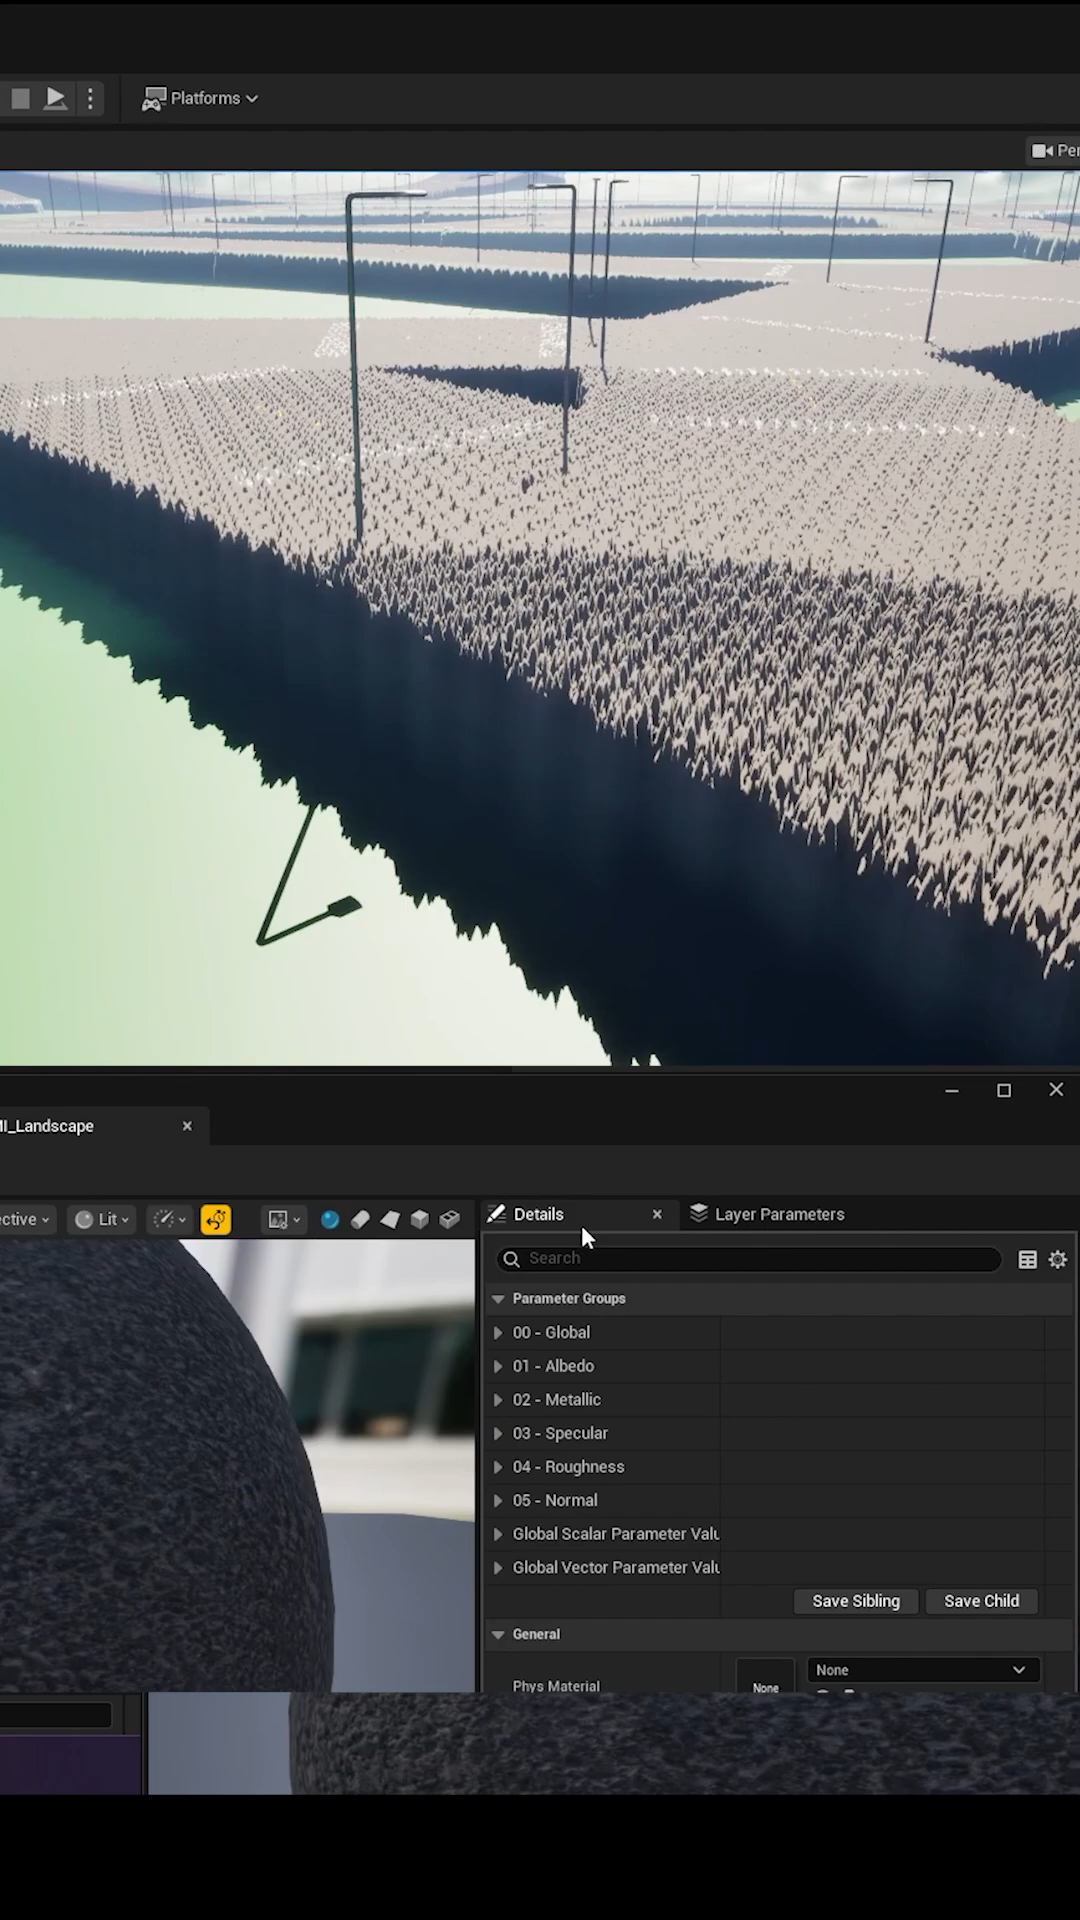 Platforms
Per
MI_Landscape
ective
Lit
Details
Layer Parameters
Search
Parameter Groups
00 - Global
01 - Albedo
02 - Metallic
03 - Specular
04 - Roughness
05 - Normal
Global Scalar Parameter Valu
Global Vector Parameter Valu
Save Sibling
Save Child
General
Phys Material
None
None